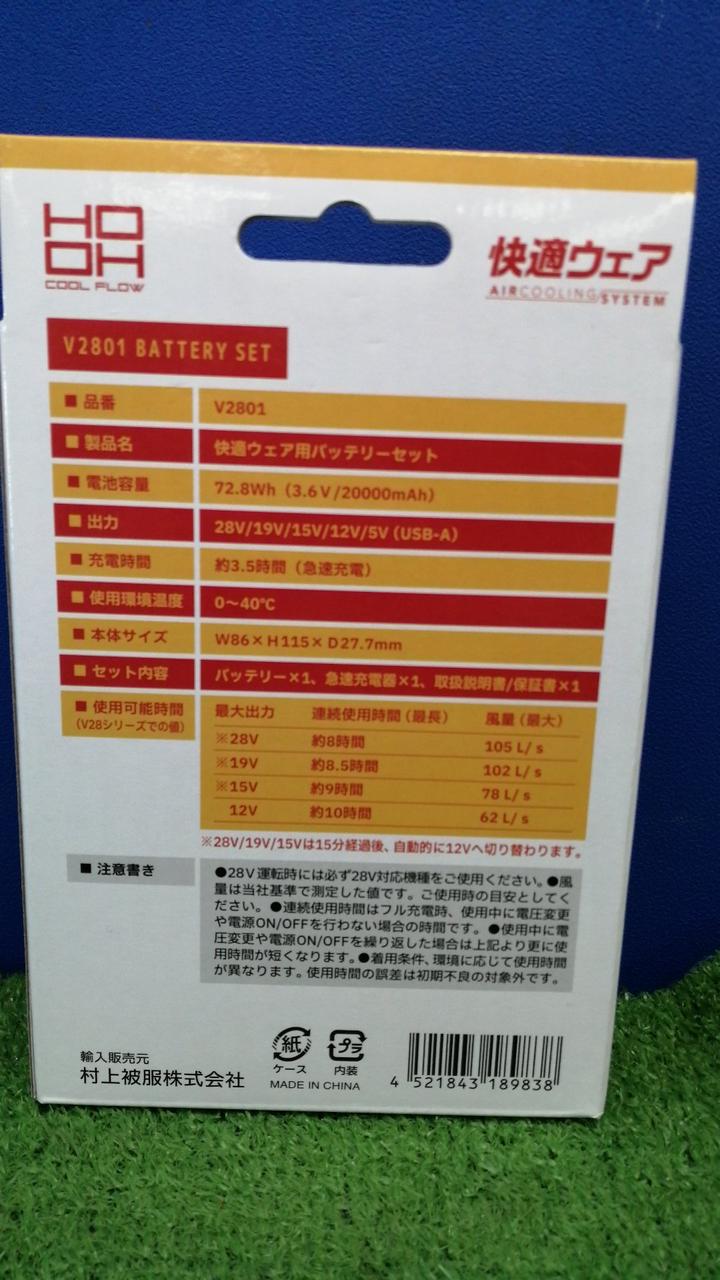 HO
OH
COOL FLOW
快適ウェア
AIRCOOLING/SYSTEM
V2801 BATTERY SET
■ 品番 V2801
■ 製品名 快適ウェア用バッテリーセット
■ 電池容量 72.8Wh（3.6V/20000mAh）
■ 出力 28V/19V/15V/12V/5V（USB-A）
■ 充電時間 約3.5時間（急速充電）
■ 使用環境温度 0〜40℃
■ 本体サイズ W86×H115×D27.7mm
■ セット内容 バッテリー×1、急速充電器×1、取扱説明書/保証書×1
■ 使用可能時間
（V28シリーズでの値）
最大出力 連続使用時間（最長） 風量（最大）
※28V 約8時間 105 L/s
※19V 約8.5時間 102 L/s
※15V 約9時間 78 L/s
12V 約10時間 62 L/s
※28V/19V/15Vは15分経過後、自動的に12Vへ切り替わります。
■ 注意書き
●28V運転時には必ず28V対応機種をご使用ください。●風
量は当社基準で測定した値です。ご使用時の目安としてく
ださい。●連続使用時間はフル充電時、使用中に電圧変更
や電源ON/OFFを行わない場合の時間です。●使用中に電
圧変更や電源ON/OFFを繰り返した場合は上記より更に使
用時間が短くなります。●着用条件、環境に応じて使用時間
が異なります。使用時間の誤差は初期不良の対象外です。
輸入販売元
村上被服株式会社
紙
ケース
プラ
内装
MADE IN CHINA
4 521843 189838